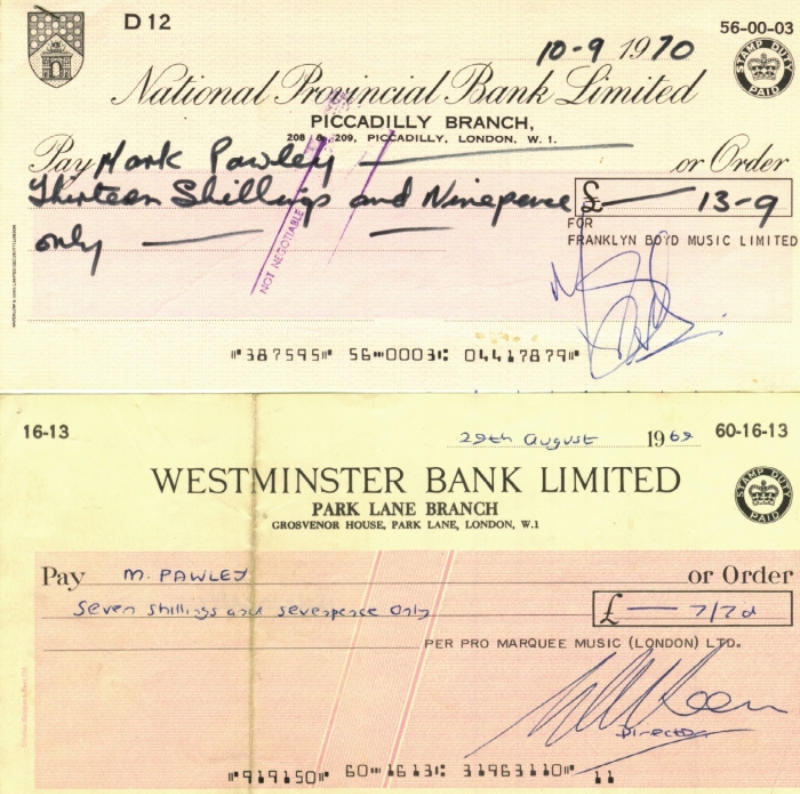 D 12
56-00-03
10-9 1970
STAMP DUTY PAID
National Provincial Bank Limited
PICCADILLY BRANCH,
208 & 209, PICCADILLY, LONDON, W. 1.
Pay Mark Pawley or Order
Thirteen Shillings and Ninepence £ 13-9
only
FOR
FRANKLYN BOYD MUSIC LIMITED
NOT NEGOTIABLE
⑈387595⑈ 56⑉0003⑆ 04417879⑈
16-13
29th August 1969 60-16-13
WESTMINSTER BANK LIMITED
STAMP DUTY PAID
PARK LANE BRANCH
GROSVENOR HOUSE, PARK LANE, LONDON, W.1
Pay M. PAWLEY or Order
Seven shillings and sevenpence Only £ 7/7d
PER PRO MARQUEE MUSIC (LONDON) LTD.
Director
⑈919150⑈ 60⑉1613⑆ 31963110⑈ 11